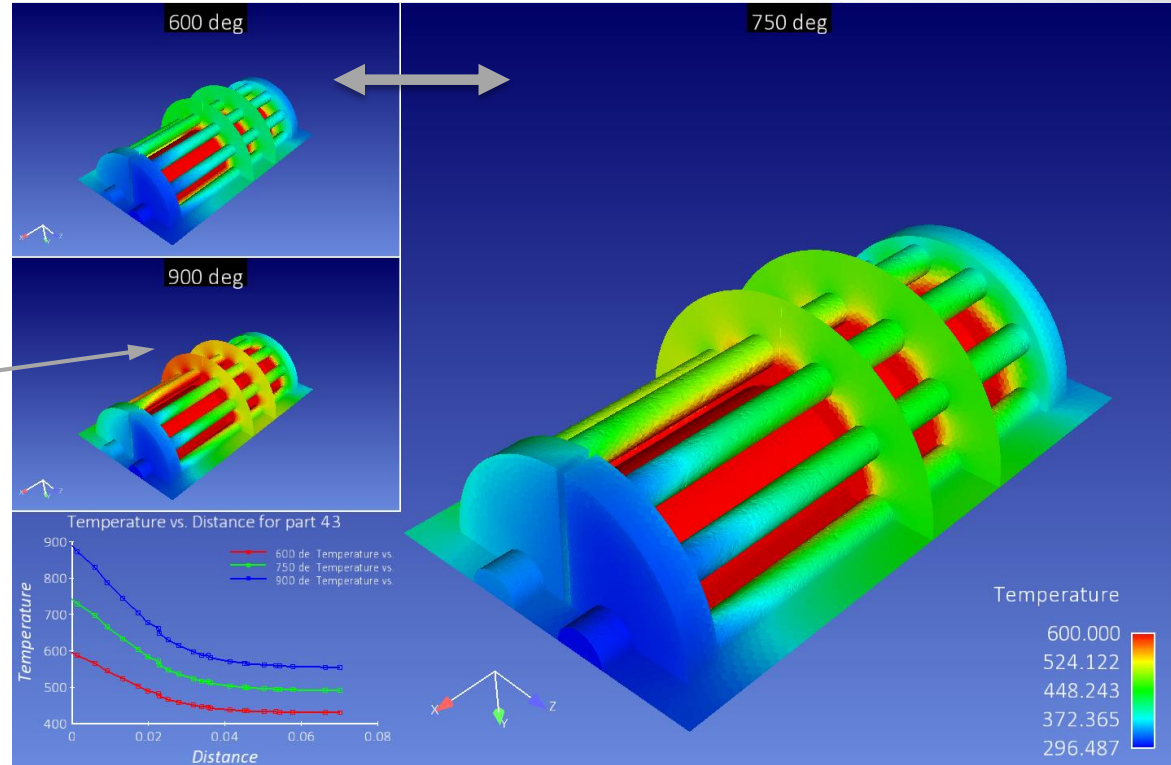 600 deg
750 deg
900 deg
X Y Z
Temperature vs. Distance for part 43
900
800
700
600
500
400
Temperature
600 de Temperature vs.
750 de Temperature vs.
900 de Temperature vs.
0 0.02 0.04 0.06 0.08
Distance
X Y Z
Temperature
600.000
524.122
448.243
372.365
296.487